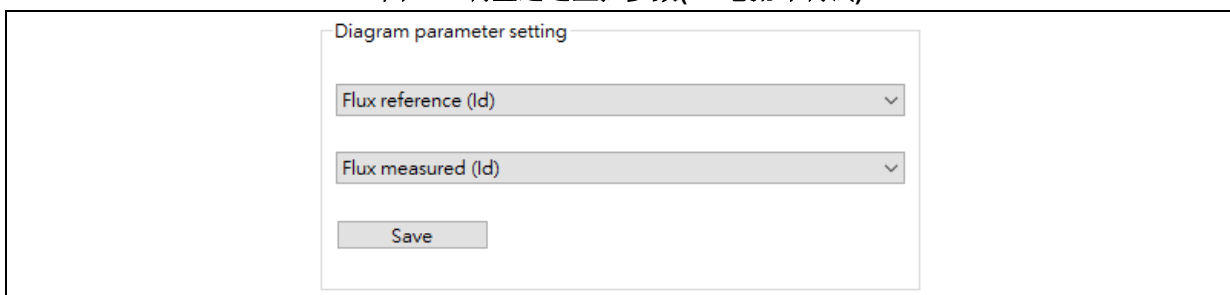 Diagram parameter setting
Flux reference (Id)
Flux measured (Id)
Save